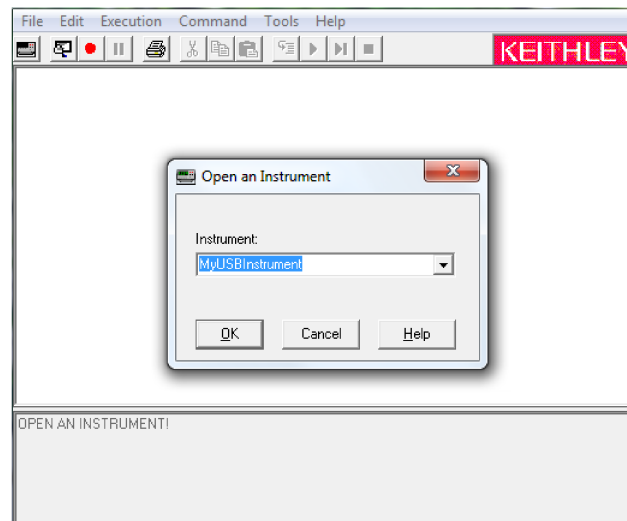 File Edit Execution Command Tools Help
KEITHLEY
Open an Instrument
Instrument:
MyUSBInstrument
OK Cancel Help
OPEN AN INSTRUMENT!